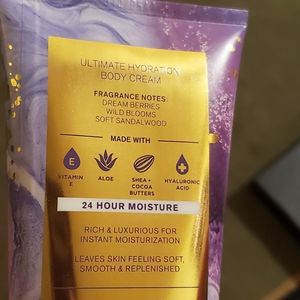 ULTIMATE HYDRATION
BODY CREAM
FRAGRANCE NOTES:
DREAM BERRIES
WILD BLOOMS
SOFT SANDALWOOD
MADE WITH
E
VITAMIN
E
ALOE
SHEA +
COCOA
BUTTERS
HYALURONIC
ACID
24 HOUR MOISTURE
RICH & LUXURIOUS FOR
INSTANT MOISTURIZATION
LEAVES SKIN FEELING SOFT,
SMOOTH & REPLENISHED